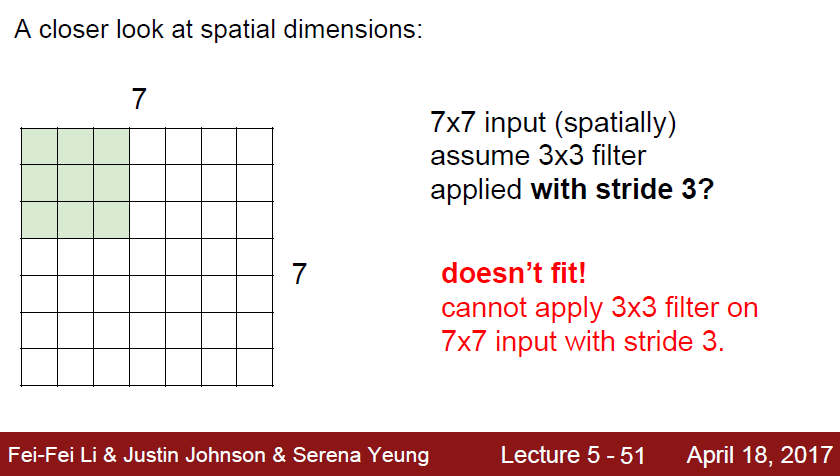 A closer look at spatial dimensions:
7
7x7 input (spatially)
assume 3x3 filter
applied with stride 3?
7
doesn’t fit!
cannot apply 3x3 filter on
7x7 input with stride 3.
Fei-Fei Li & Justin Johnson & Serena Yeung
Lecture 5 - 51
April 18, 2017